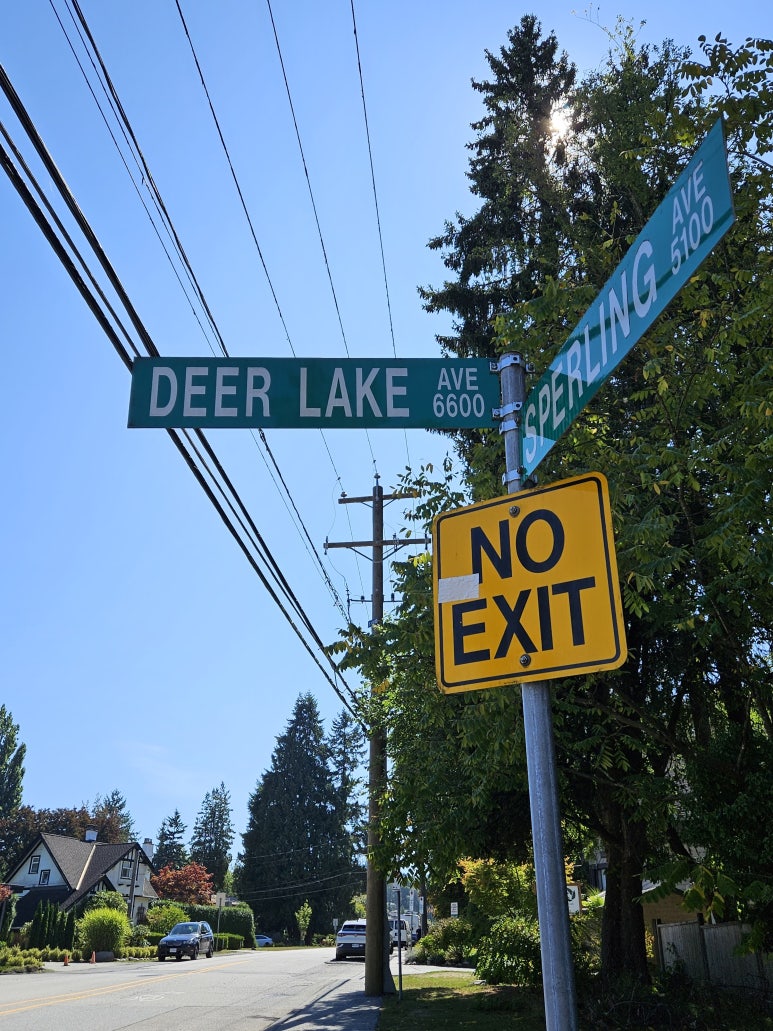 DEER LAKE AVE
6600
SPERLING AVE
5100
NO
EXIT